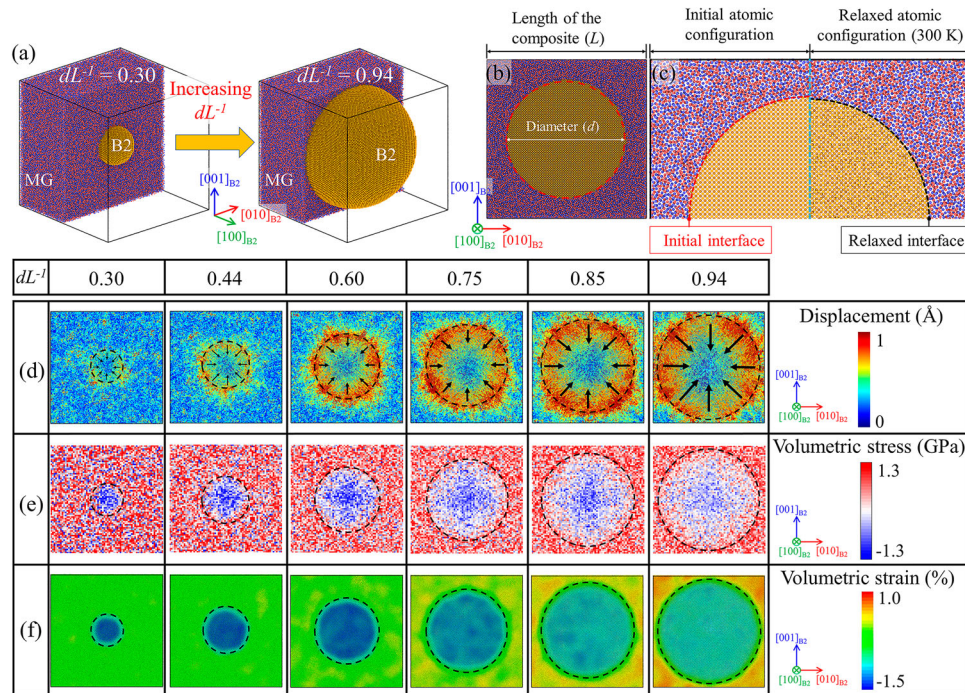 (a)
dL⁻¹ = 0.30
Increasing
dL⁻¹
dL⁻¹ = 0.94
B2
MG
B2
MG
[001]B2
[010]B2
[100]B2
Length of the
composite (L)
(b)
Diameter (d)
[001]B2
[100]B2 [010]B2
Initial atomic
configuration
Relaxed atomic
configuration (300 K)
(c)
Initial interface
Relaxed interface
dL⁻¹ 0.30 0.44 0.60 0.75 0.85 0.94
(d)
Displacement (Å)
1
0
[001]B2
[100]B2 [010]B2
(e)
Volumetric stress (GPa)
1.3
-1.3
[001]B2
[100]B2 [010]B2
(f)
Volumetric strain (%)
1.0
-1.5
[001]B2
[100]B2 [010]B2